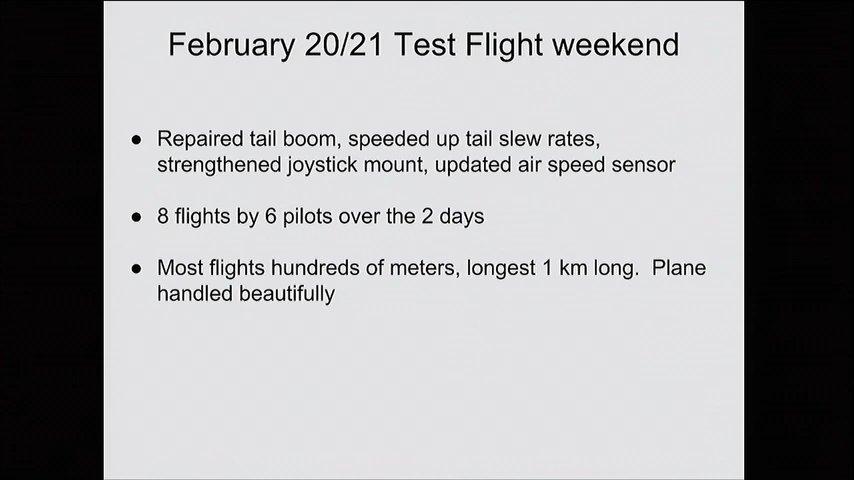 February 20/21 Test Flight weekend
● Repaired tail boom, speeded up tail slew rates,
strengthened joystick mount, updated air speed sensor
● 8 flights by 6 pilots over the 2 days
● Most flights hundreds of meters, longest 1 km long.  Plane
handled beautifully